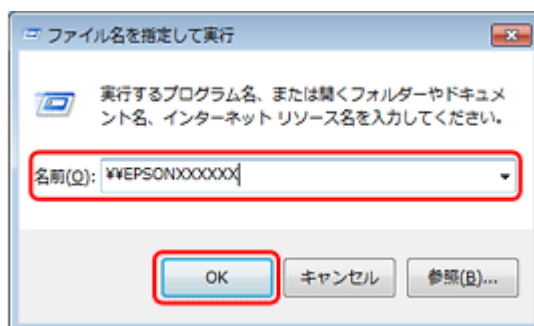 ファイル名を指定して実行
実行するプログラム名、または開くフォルダーやドキュメ
ント名、インターネット リソース名を入力してください。
名前(O): ¥¥EPSONXXXXXX
OK キャンセル 参照(B)...